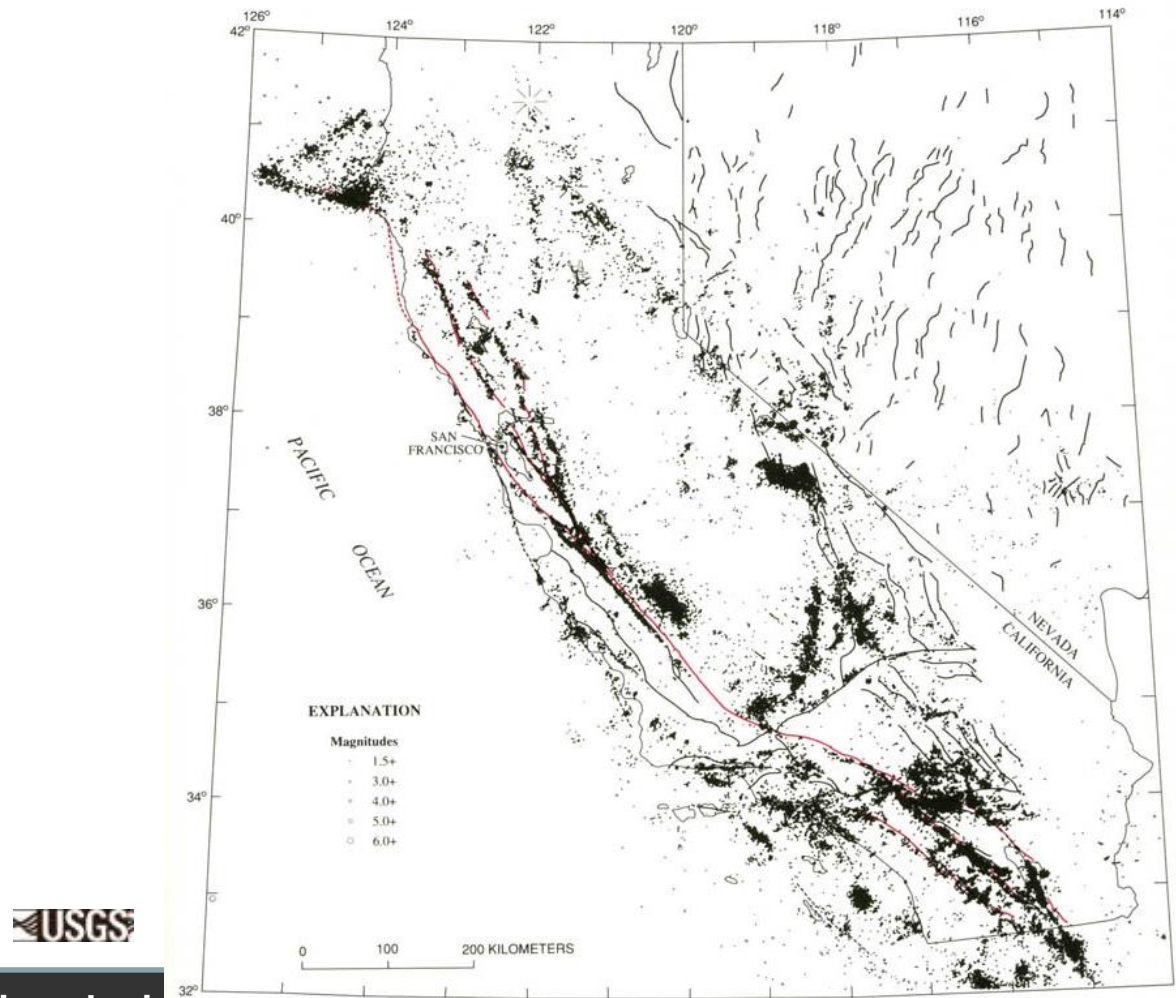 126°
124°
122°
120°
118°
116°
114°
42°
40°
38°
36°
34°
32°
SAN
FRANCISCO
PACIFIC
OCEAN
NEVADA
CALIFORNIA
EXPLANATION
Magnitudes
1.5+
3.0+
4.0+
5.0+
6.0+
0 100 200 KILOMETERS
USGS